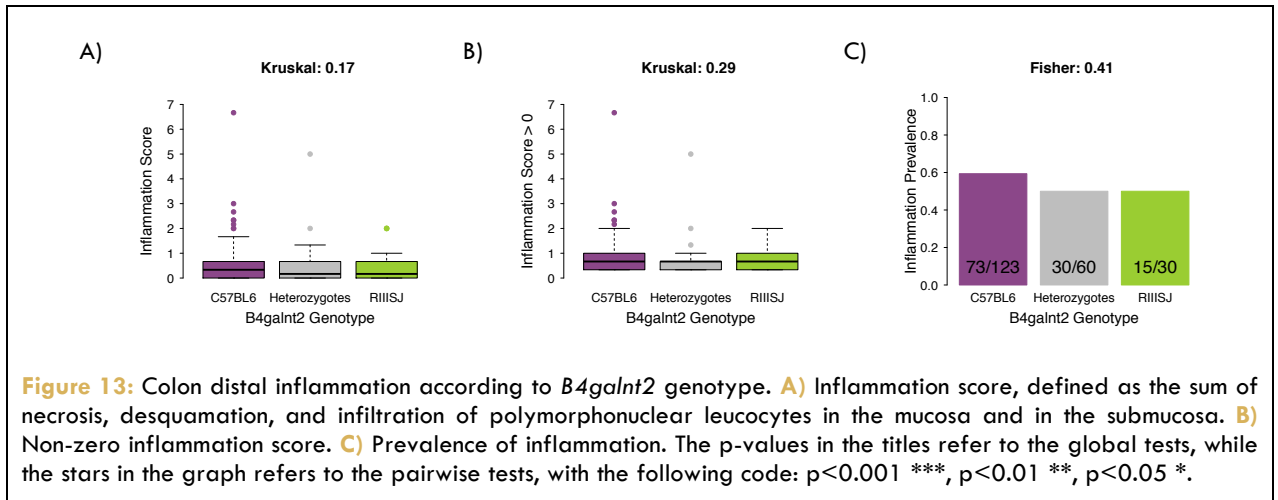 A)
Kruskal: 0.17
Inflammation Score
7
6
5
4
3
2
1
0
C57BL6 Heterozygotes RIIISJ
B4galnt2 Genotype
B)
Kruskal: 0.29
Inflammation Score > 0
7
6
5
4
3
2
1
0
C57BL6 Heterozygotes RIIISJ
B4galnt2 Genotype
C)
Fisher: 0.41
Inflammation Prevalence
1.0
0.8
0.6
0.4
0.2
0.0
73/123 30/60 15/30
C57BL6 Heterozygotes RIIISJ
B4galnt2 Genotype
Figure 13: Colon distal inflammation according to B4galnt2 genotype. A) Inflammation score, defined as the sum of
necrosis, desquamation, and infiltration of polymorphonuclear leucocytes in the mucosa and in the submucosa. B)
Non-zero inflammation score. C) Prevalence of inflammation. The p-values in the titles refer to the global tests, while
the stars in the graph refers to the pairwise tests, with the following code: p<0.001 ***, p<0.01 **, p<0.05 *.